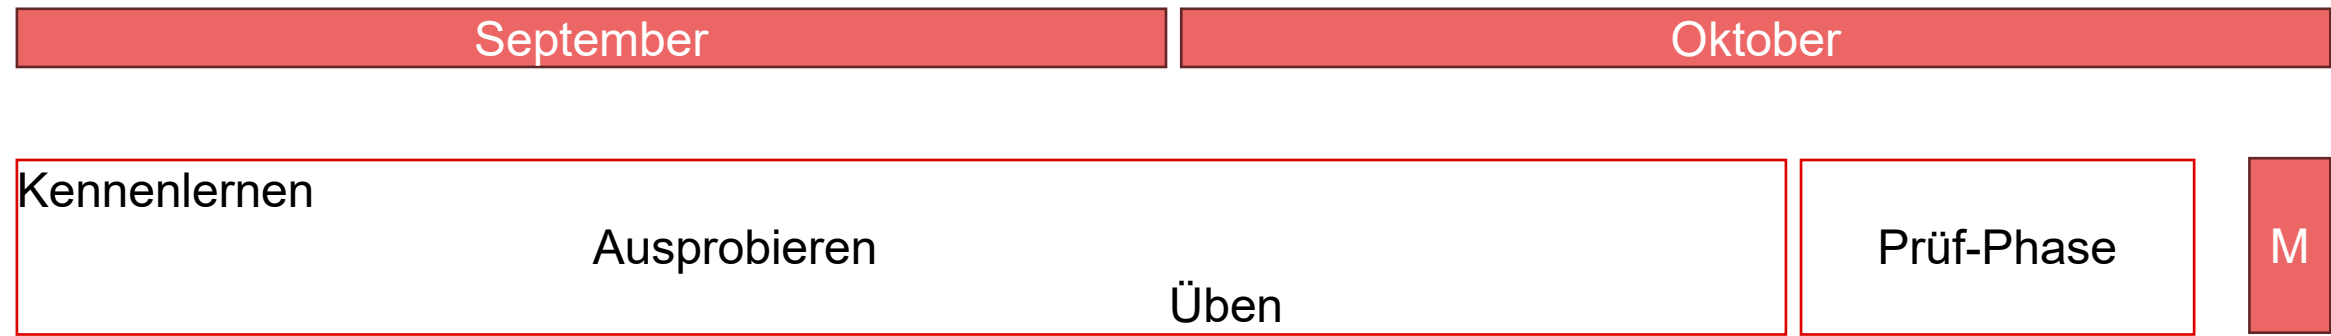 September
Oktober
Kennenlernen
Ausprobieren
Üben
Prüf-Phase
M